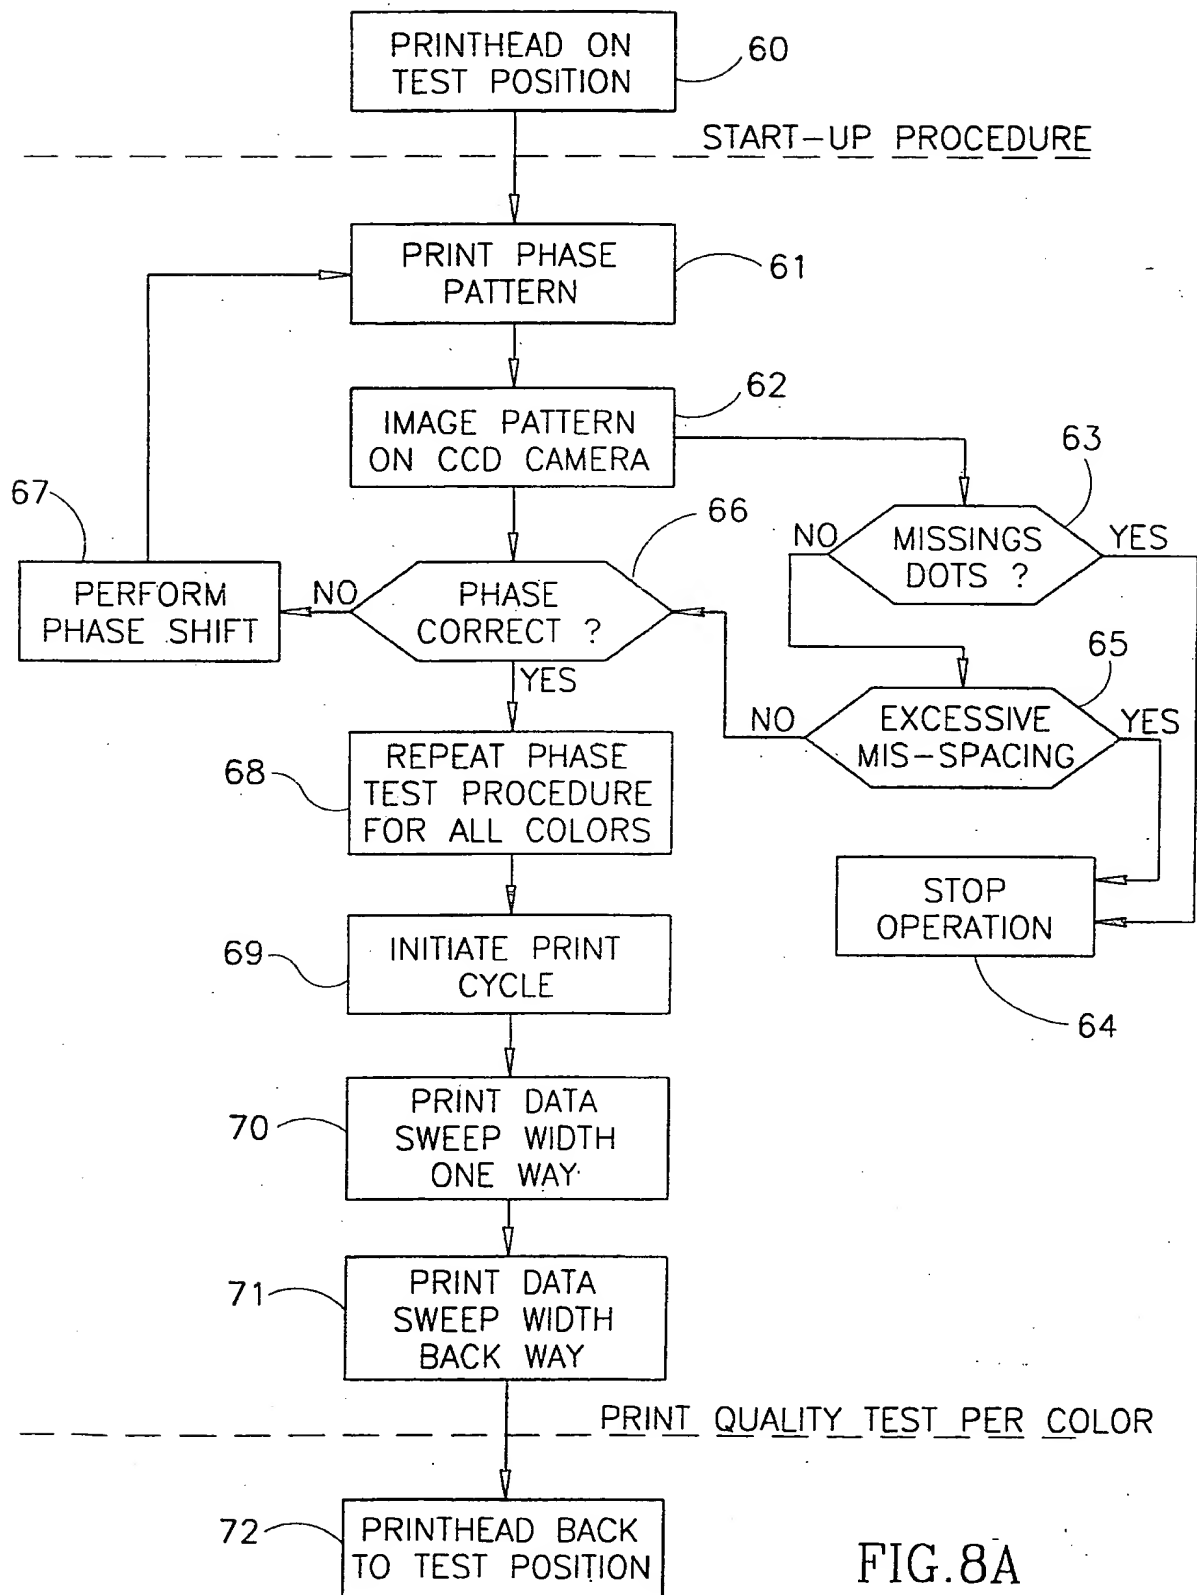 PRINTHEAD ON
TEST POSITION
60
START-UP PROCEDURE
PRINT PHASE
PATTERN
61
IMAGE PATTERN
ON CCD CAMERA
62
63
MISSINGS
DOTS ?
NO
YES
67
PERFORM
PHASE SHIFT
NO
66
PHASE
CORRECT ?
YES
65
EXCESSIVE
MIS-SPACING
NO
YES
68
REPEAT PHASE
TEST PROCEDURE
FOR ALL COLORS
STOP
OPERATION
64
69
INITIATE PRINT
CYCLE
70
PRINT DATA
SWEEP WIDTH
ONE WAY
71
PRINT DATA
SWEEP WIDTH
BACK WAY
PRINT QUALITY TEST PER COLOR
72
PRINTHEAD BACK
TO TEST POSITION
FIG.8A